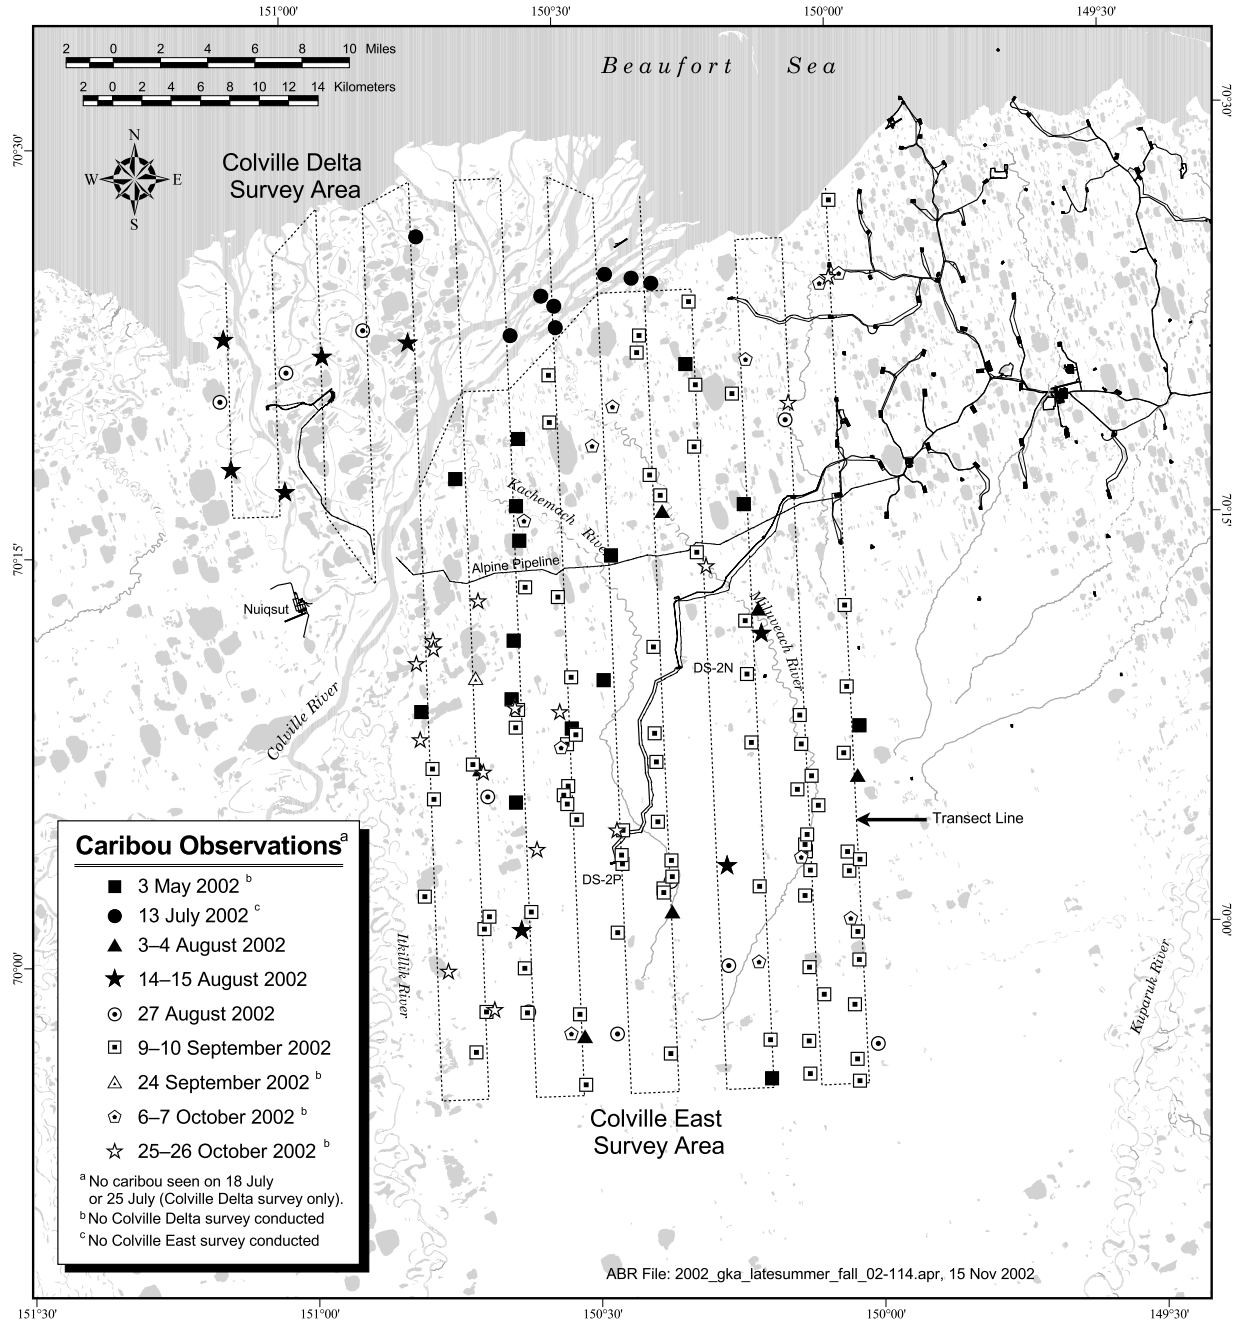 151°00'
150°30'
150°00'
149°30'
2 0 2 4 6 8 10 Miles
2 0 2 4 6 8 10 12 14 Kilometers
Beaufort Sea
70°30'
70°30'
N
W E
S
Colville Delta
Survey Area
Kachemach River
70°15'
70°15'
Alpine Pipeline
Nuiqsut
Miluveach River
DS-2N
Colville River
Transect Line
DS-2P
Itkillik River
70°00'
70°00'
Kuparuk River
Colville East
Survey Area
Caribou Observations a
3 May 2002 b
13 July 2002 c
3–4 August 2002
14–15 August 2002
27 August 2002
9–10 September 2002
24 September 2002 b
6–7 October 2002 b
25–26 October 2002 b
a No caribou seen on 18 July
or 25 July (Colville Delta survey only).
b No Colville Delta survey conducted
c No Colville East survey conducted
ABR File: 2002_gka_latesummer_fall_02-114.apr, 15 Nov 2002
151°30'
151°00'
150°30'
150°00'
149°30'